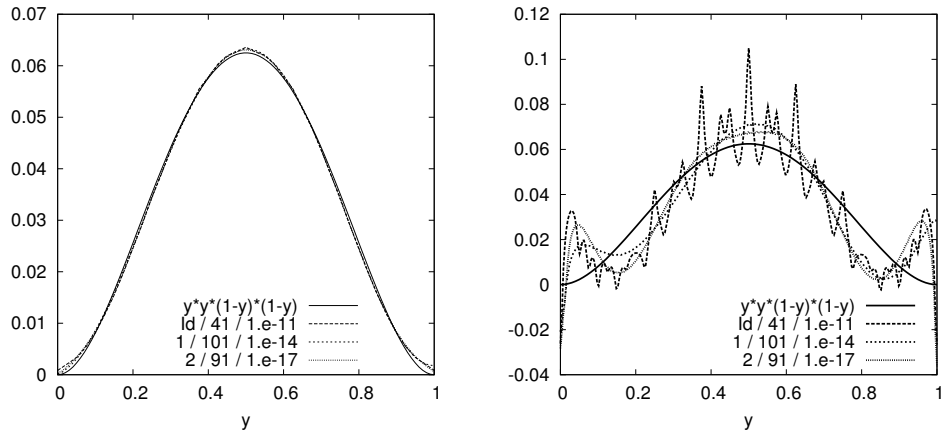 0.07
0.06
0.05
0.04
0.03
0.02
0.01
0
y*y*(1-y)*(1-y)
Id / 41 / 1.e-11
1 / 101 / 1.e-14
2 / 91 / 1.e-17
0 0.2 0.4 0.6 0.8 1
y
0.12
0.1
0.08
0.06
0.04
0.02
0
-0.02
-0.04
y*y*(1-y)*(1-y)
Id / 41 / 1.e-11
1 / 101 / 1.e-14
2 / 91 / 1.e-17
0 0.2 0.4 0.6 0.8 1
y